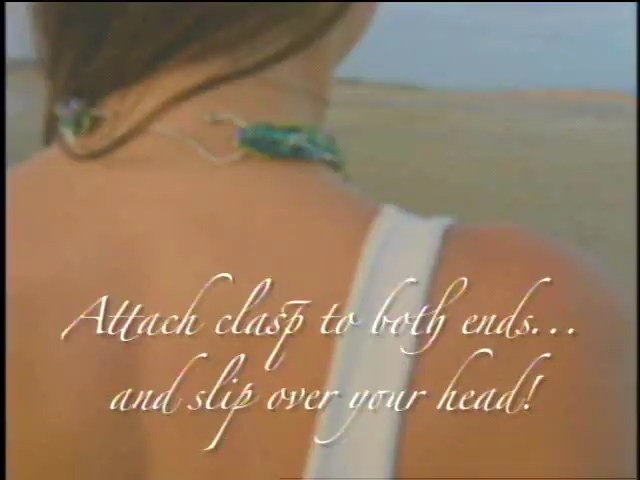 Attach clasp to both ends...
and slip over your head!